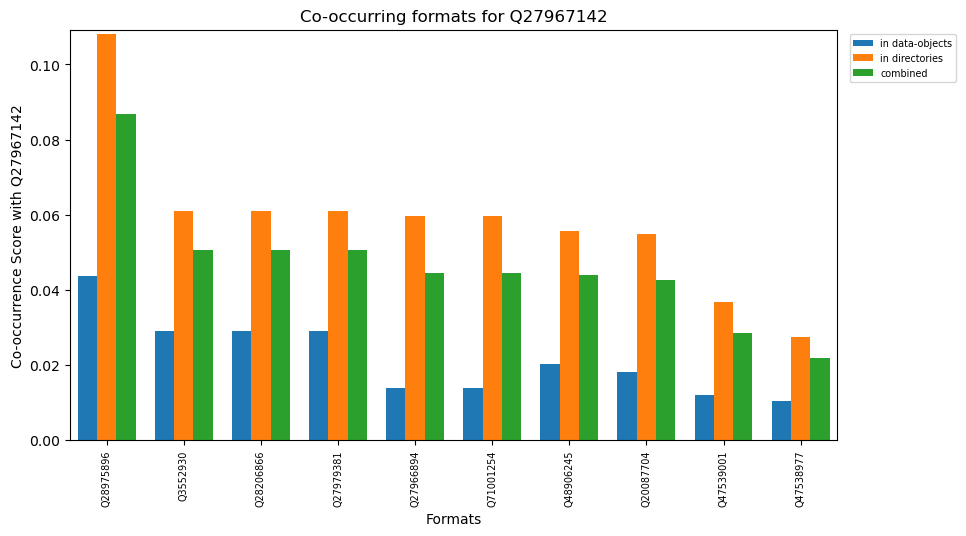 Co-occurring formats for Q27967142
in data-objects
in directories
combined
Co-occurrence Score with Q27967142
0.10
0.08
0.06
0.04
0.02
0.00
Q28975896
Q3552930
Q28206866
Q27979381
Q27966894
Q71001254
Q48906245
Q20087704
Q47539001
Q47538977
Formats